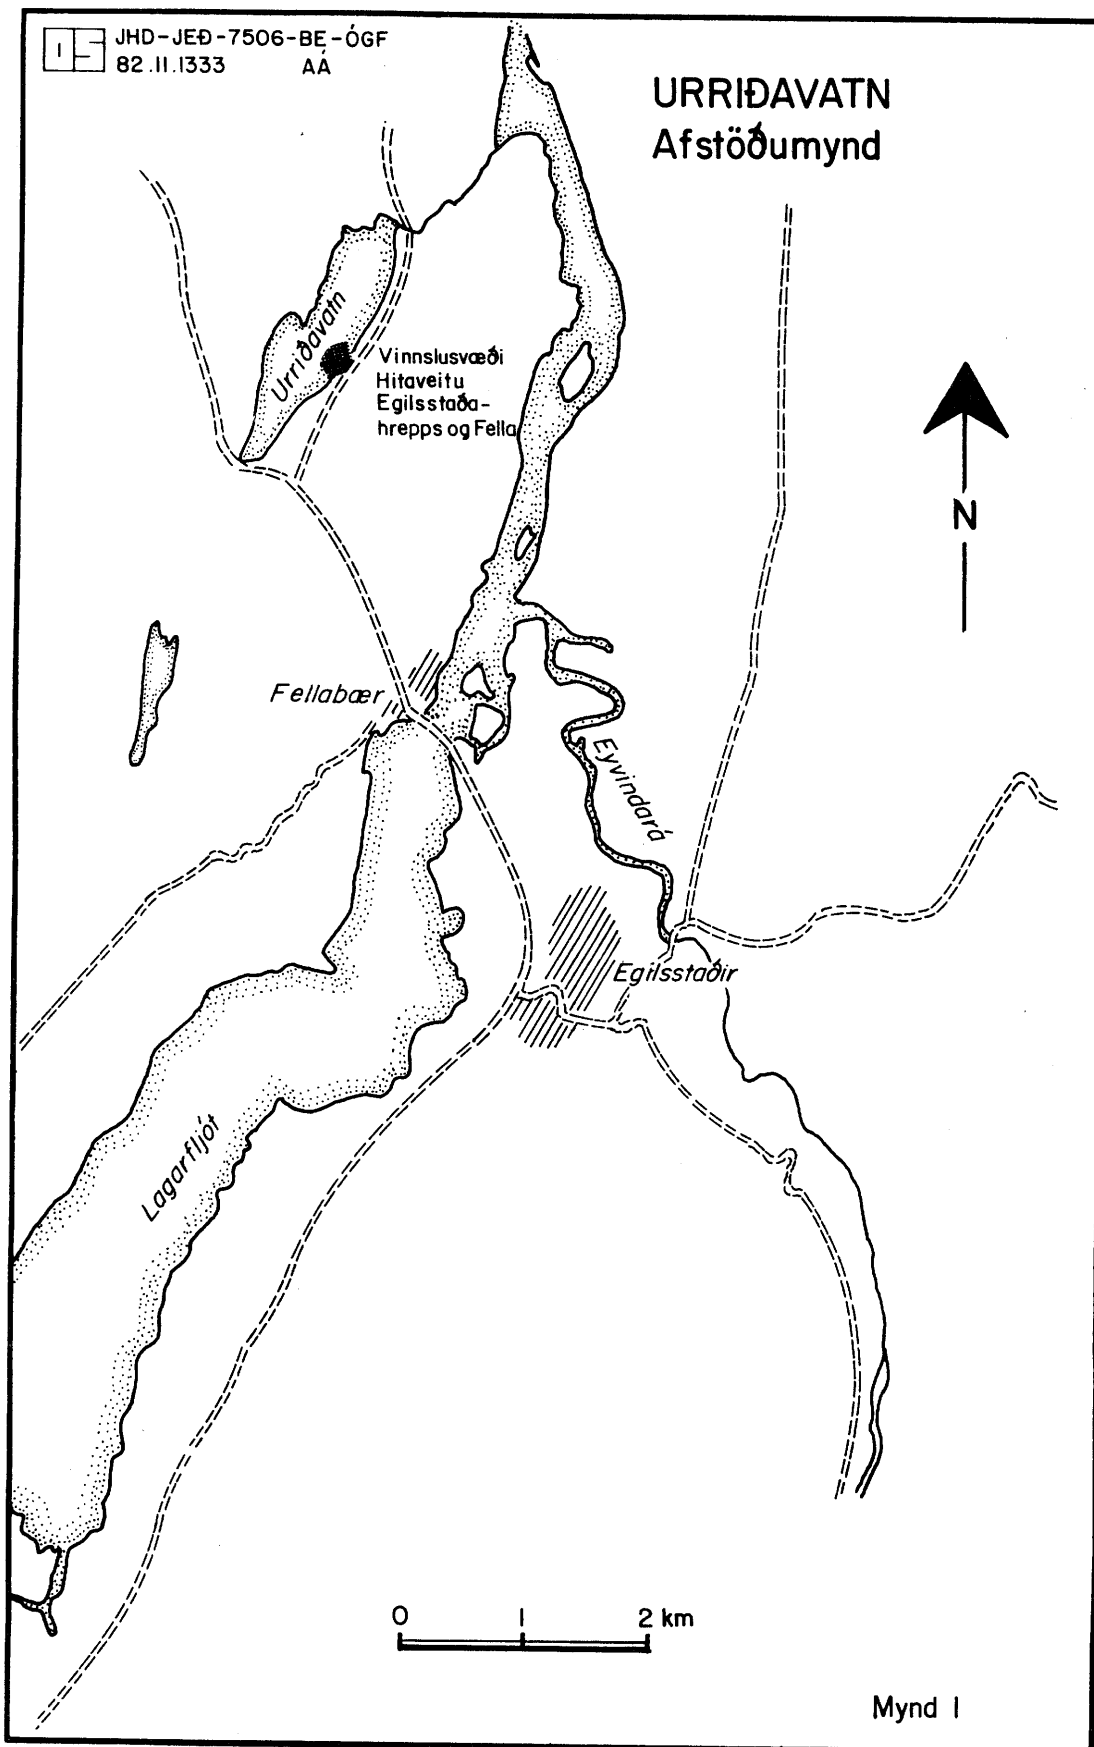 OS
JHD-JEÐ-7506-BE-ÓGF
82.11.1333 AÁ
URRIÐAVATN
Afstöðumynd
Urriðavatn
Vinnslusvæði
Hitaveitu
Egilsstaða-
hrepps og Fella
N
Fellabær
Eyvindará
Egilsstaðir
Lagarfljót
0 1 2 km
Mynd 1